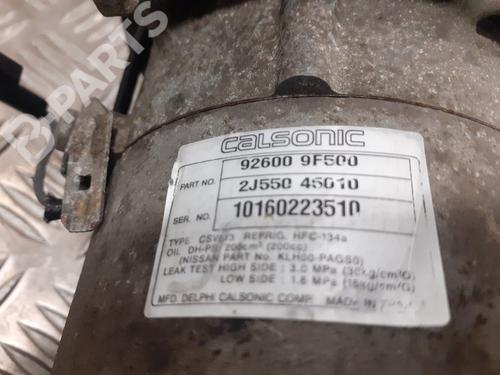 B-PARTS
CALSONIC
92600 9F500
PART NO. 2J550 45010
SER NO. 10160223510
TYPE CSV613 REFRIG. HFC-134a
OIL DH-PS 200cm³ (200cc)
(NISSAN PART No. KLH00-PAGS0)
LEAK TEST HIGH SIDE : 3.0 MPa (30kg/cm²G)
LOW SIDE : 1.6 MPa (16kg/cm²G)
MFD. DELPHI CALSONIC COMP. MADE IN